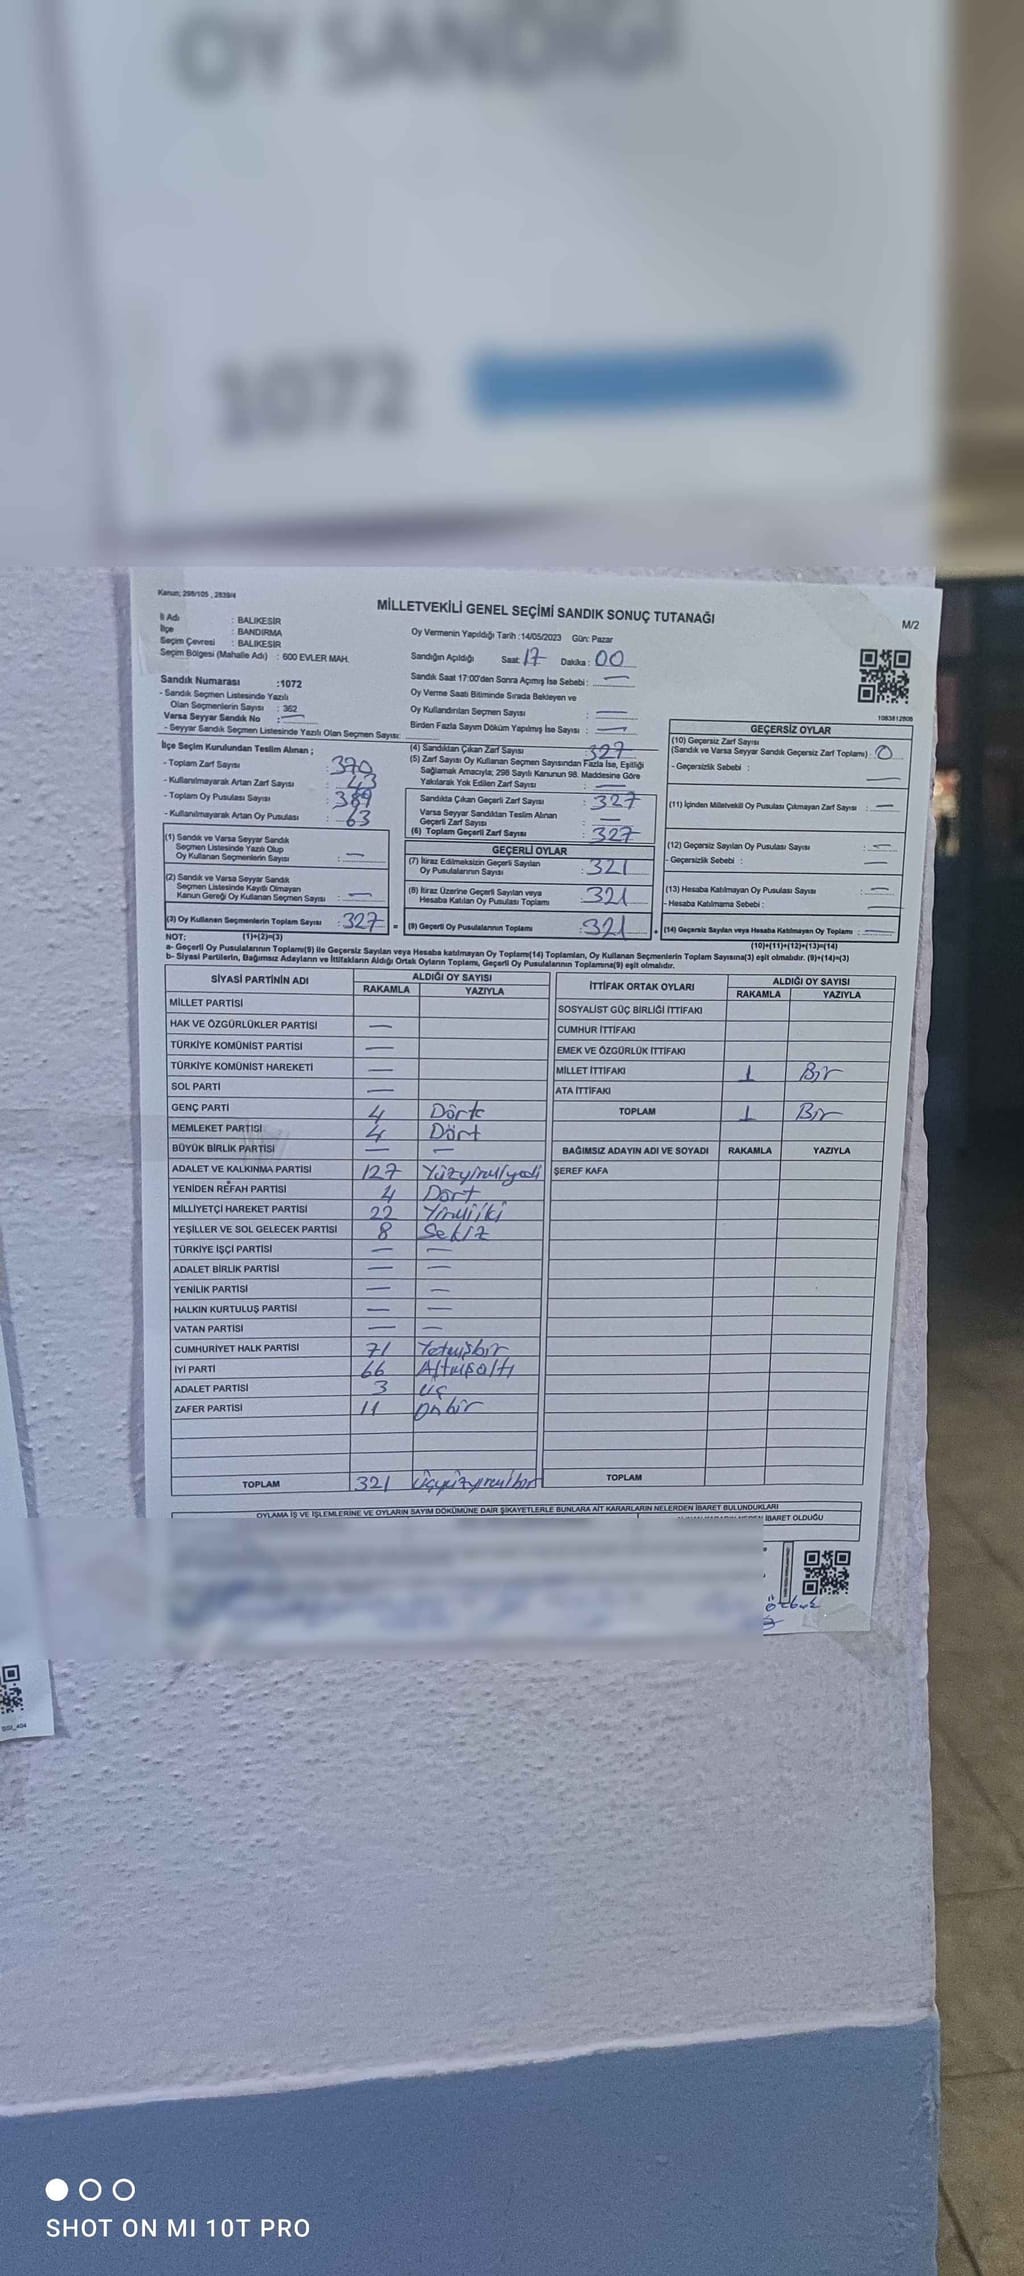 OY SANDIĞI
1072
Kanun; 298/105 , 2839/4
MİLLETVEKİLİ GENEL SEÇİMİ SANDIK SONUÇ TUTANAĞI
M/2
İl Adı : BALIKESİR
İlçe : BANDIRMA
Seçim Çevresi : BALIKESİR
Seçim Bölgesi (Mahalle Adı) : 600 EVLER MAH.
Oy Vermenin Yapıldığı Tarih :14/05/2023 Gün: Pazar
Sandığın Açıldığı Saat: 17 Dakika : 00
Sandık Saat 17:00'den Sonra Açılmış İse Sebebi : —
Oy Verme Saati Bitiminde Sırada Bekleyen ve
Oy Kullandırılan Seçmen Sayısı : —
Birden Fazla Sayım Döküm Yapılmış İse Sayısı : —
1083812808
Sandık Numarası :1072
- Sandık Seçmen Listesinde Yazılı
Olan Seçmenlerin Sayısı : 362
Varsa Seyyar Sandık No : —
- Seyyar Sandık Seçmen Listesinde Yazılı Olan Seçmen Sayısı:
İlçe Seçim Kurulundan Teslim Alınan ;
- Toplam Zarf Sayısı : 370
- Kullanılmayarak Artan Zarf Sayısı : 43
- Toplam Oy Pusulası Sayısı :
- Kullanılmayarak Artan Oy Pusulası : 63
(1) Sandık ve Varsa Seyyar Sandık
Seçmen Listesinde Yazılı Olup
Oy Kullanan Seçmenlerin Sayısı : —
(2) Sandık ve Varsa Seyyar Sandık
Seçmen Listesinde Kayıtlı Olmayan
Kanun Gereği Oy Kullanan Seçmen Sayısı : —
(3) Oy Kullanan Seçmenlerin Toplam Sayısı : 327 =
(4) Sandıktan Çıkan Zarf Sayısı : 327
(5) Zarf Sayısı Oy Kullanan Seçmen Sayısından Fazla İse, Eşitliği
Sağlamak Amacıyla; 298 Sayılı Kanunun 98. Maddesine Göre
Yakılarak Yok Edilen Zarf Sayısı : —
Sandıkta Çıkan Geçerli Zarf Sayısı : 327
Varsa Seyyar Sandıktan Teslim Alınan
Geçerli Zarf Sayısı : —
(6) Toplam Geçerli Zarf Sayısı : 327
GEÇERLİ OYLAR
(7) İtiraz Edilmeksizin Geçerli Sayılan
Oy Pusulalarının Sayısı : 321
(8) İtiraz Üzerine Geçerli Sayılan veya
Hesaba Katılan Oy Pusulası Toplamı : 321
(9) Geçerli Oy Pusulalarının Toplamı : 321 +
GEÇERSİZ OYLAR
(10) Geçersiz Zarf Sayısı
(Sandık ve Varsa Seyyar Sandık Geçersiz Zarf Toplamı) : 0
- Geçersizlik Sebebi :
(11) İçinden Milletvekili Oy Pusulası Çıkmayan Zarf Sayısı : —
(12) Geçersiz Sayılan Oy Pusulası Sayısı : —
- Geçersizlik Sebebi : —
(13) Hesaba Katılmayan Oy Pusulası Sayısı : —
- Hesaba Katılmama Sebebi : —
(14) Geçersiz Sayılan veya Hesaba Katılmayan Oy Toplamı : —
NOT: (1)+(2)=(3)
(10)+(11)+(12)+(13)=(14)
a- Geçerli Oy Pusulalarının Toplamı(9) ile Geçersiz Sayılan veya Hesaba katılmayan Oy Toplam(14) Toplamları, Oy Kullanan Seçmenlerin Toplam Sayısına(3) eşit olmalıdır. (9)+(14)=(3)
b- Siyasi Partilerin, Bağımsız Adayların ve İttifakların Aldığı Ortak Oyların Toplamı, Geçerli Oy Pusulalarının Toplamına(9) eşit olmalıdır.
SİYASİ PARTİNİN ADI ALDIĞI OY SAYISI
RAKAMLA YAZIYLA
MİLLET PARTİSİ
HAK VE ÖZGÜRLÜKLER PARTİSİ —
TÜRKİYE KOMÜNİST PARTİSİ —
TÜRKİYE KOMÜNİST HAREKETİ —
SOL PARTİ —
GENÇ PARTİ 4 Dört
MEMLEKET PARTİSİ 4 Dört
BÜYÜK BİRLİK PARTİSİ — —
ADALET VE KALKINMA PARTİSİ 127 Yüzyirmiyedi
YENİDEN REFAH PARTİSİ 4 Dört
MİLLİYETÇİ HAREKET PARTİSİ 22 Yirmiiki
YEŞİLLER VE SOL GELECEK PARTİSİ 8 Sekiz
TÜRKİYE İŞÇİ PARTİSİ — —
ADALET BİRLİK PARTİSİ — —
YENİLİK PARTİSİ — —
HALKIN KURTULUŞ PARTİSİ — —
VATAN PARTİSİ — —
CUMHURİYET HALK PARTİSİ 71 Yetmişbir
İYİ PARTİ 66 Altmışaltı
ADALET PARTİSİ 3 üç
ZAFER PARTİSİ 11 onbir
TOPLAM 321 Üçyüzyirmibir
İTTİFAK ORTAK OYLARI ALDIĞI OY SAYISI
RAKAMLA YAZIYLA
SOSYALİST GÜÇ BİRLİĞİ İTTİFAKI
CUMHUR İTTİFAKI
EMEK VE ÖZGÜRLÜK İTTİFAKI
MİLLET İTTİFAKI 1 Bir
ATA İTTİFAKI
TOPLAM 1 Bir
BAĞIMSIZ ADAYIN ADI VE SOYADI RAKAMLA YAZIYLA
ŞEREF KAFA
TOPLAM
OYLAMA İŞ VE İŞLEMLERİNE VE OYLARIN SAYIM DÖKÜMÜNE DAİR ŞİKAYETLERLE BUNLARA AİT KARARLARIN NELERDEN İBARET BULUNDUKLARI
İBARET OLDUĞU
SHOT ON MI 10T PRO